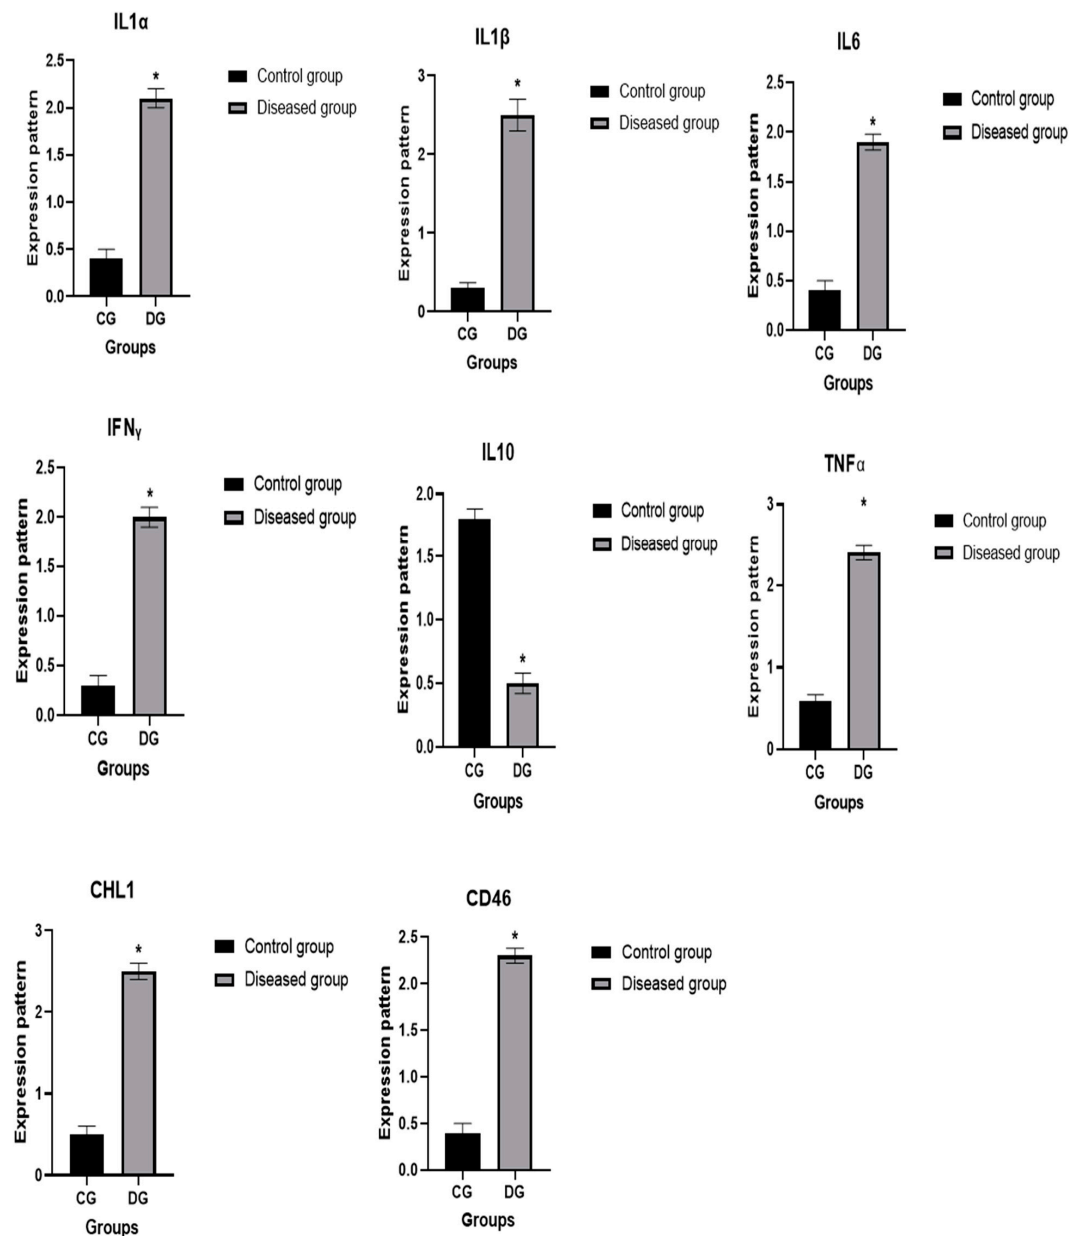 IL1α
Expression pattern
2.5
2.0
1.5
1.0
0.5
0.0
*
CG DG
Groups
Control group
Diseased group
IL1β
Expression pattern
3
2
1
0
*
CG DG
Groups
Control group
Diseased group
IL6
Expression pattern
2.5
2.0
1.5
1.0
0.5
0.0
*
CG DG
Groups
Control group
Diseased group
IFNγ
Expression pattern
2.5
2.0
1.5
1.0
0.5
0.0
*
CG DG
Groups
Control group
Diseased group
IL10
Expression pattern
2.0
1.5
1.0
0.5
0.0
*
CG DG
Groups
Control group
Diseased group
TNFα
Expression pattern
3
2
1
0
*
CG DG
Groups
Control group
Diseased group
CHL1
Expression pattern
3
2
1
0
*
CG DG
Groups
Control group
Diseased group
CD46
Expression pattern
2.5
2.0
1.5
1.0
0.5
0.0
*
CG DG
Groups
Control group
Diseased group